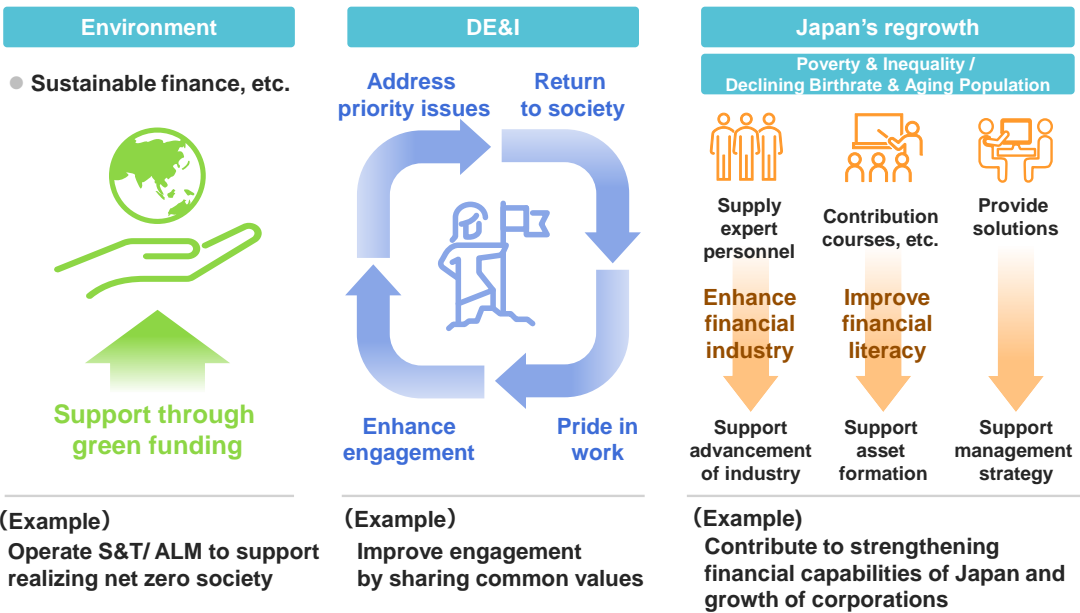 Environment
● Sustainable finance, etc.
Support through
green funding
(Example)
Operate S&T/ ALM to support
realizing net zero society
DE&I
Address
priority issues
Return
to society
Enhance
engagement
Pride in
work
(Example)
Improve engagement
by sharing common values
Japan's regrowth
Poverty & Inequality /
Declining Birthrate & Aging Population
Supply
expert
personnel
Contribution
courses, etc.
Provide
solutions
Enhance
financial
industry
Improve
financial
literacy
Support
advancement
of industry
Support
asset
formation
Support
management
strategy
(Example)
Contribute to strengthening
financial capabilities of Japan and
growth of corporations